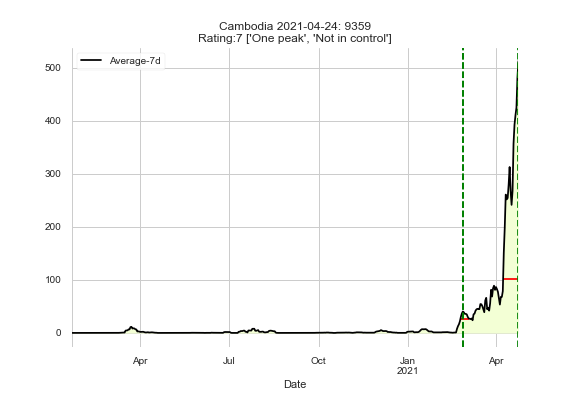 Cambodia 2021-04-24: 9359
Rating:7 ['One peak', 'Not in control']
Average-7d
500
400
300
200
100
0
Apr
Jul
Oct
Jan
2021
Apr
Date